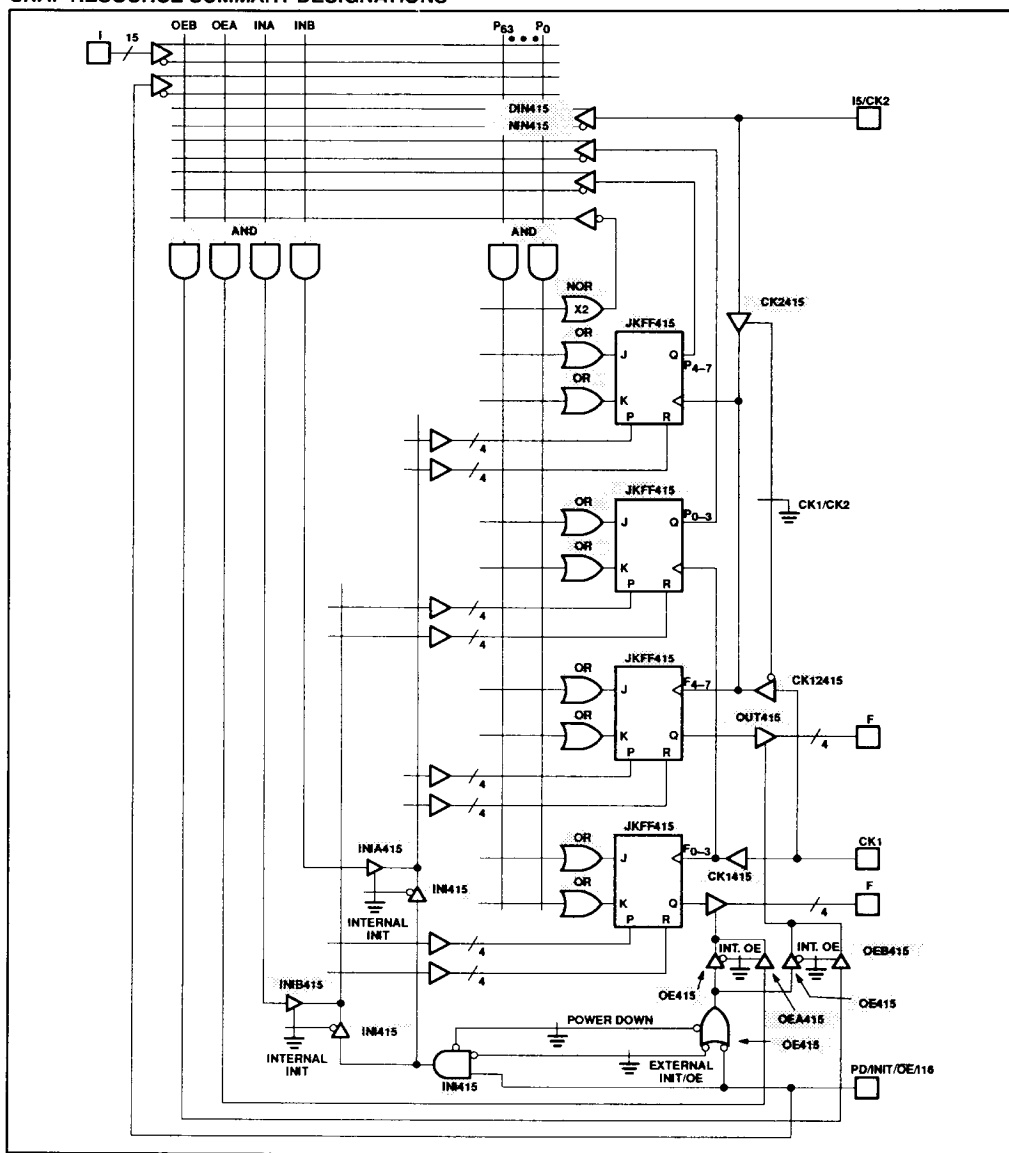 OEB OEA INA INB P63 • • • P0
I 15
DIN415
NIN415
I5/CK2
AND AND
NOR
X2
CK2415
JKFF415
OR
J Q
P4–7
OR
K
P R
4
4
CK1/CK2
JKFF415
OR
J Q
P0–3
OR
K
P R
4
4
JKFF415
OR
J
F4–7
CK12415
OR
K Q
OUT415
F
4
P R
4
4
JKFF415
OR
J
F0–3
CK1
CK1415
INIA415
INI415
OR
K Q
F
4
INTERNAL
INIT
P R
4
4
INT. OE INT. OE
OEB415
INIB415
OE415
OE415
OEA415
INI415
POWER DOWN
OE415
INTERNAL
INIT
EXTERNAL
INIT/OE
INI415
PD/INIT/OE/I16